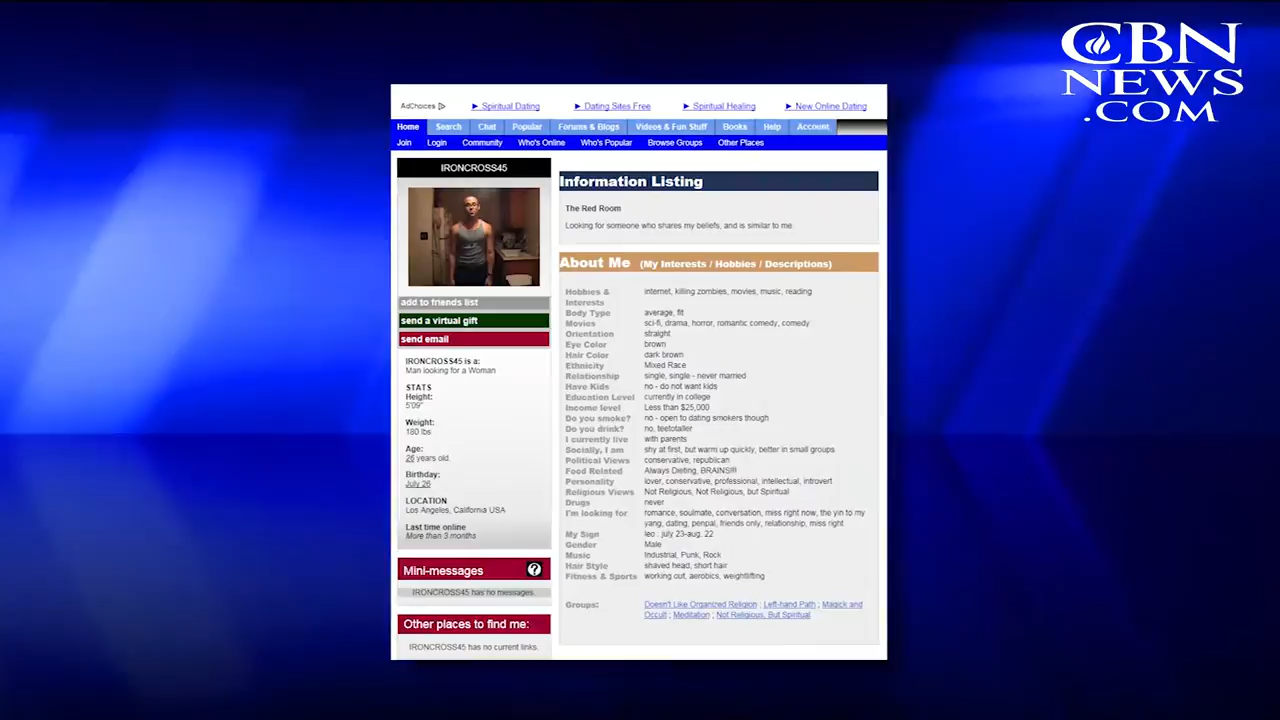 CBN
NEWS
.COM
AdChoices
► Spiritual Dating
► Dating Sites Free
► Spiritual Healing
► New Online Dating
Home Search Chat Popular Forums & Blogs Videos & Fun Stuff Books Help Account
Join Login Community Who's Online Who's Popular Browse Groups Other Places
IRONCROSS45
add to friends list
send a virtual gift
send email
IRONCROSS45 is a:
Man looking for a Woman
STATS
Height:
5'09"
Weight:
180 lbs
Age:
26 years old.
Birthday:
July 26
LOCATION
Los Angeles, California USA
Last time online
More than 3 months
Mini-messages ?
IRONCROSS45 has no messages.
Other places to find me:
IRONCROSS45 has no current links.
Information Listing
The Red Room
Looking for someone who shares my beliefs, and is similar to me
About Me (My Interests / Hobbies / Descriptions)
Hobbies & internet, killing zombies, movies, music, reading
Interests
Body Type average, fit
Movies sci-fi, drama, horror, romantic comedy, comedy
Orientation straight
Eye Color brown
Hair Color dark brown
Ethnicity Mixed Race
Relationship single, single - never married
Have Kids no - do not want kids
Education Level currently in college
Income level Less than $25,000
Do you smoke? no - open to dating smokers though
Do you drink? no, teetotaller
I currently live with parents
Socially, I am shy at first, but warm up quickly, better in small groups
Political Views conservative, republican
Food Related Always Dieting, BRAINS!!!
Personality lover, conservative, professional, intellectual, introvert
Religious Views Not Religious, Not Religious, but Spiritual
Drugs never
I'm looking for romance, soulmate, conversation, miss right now, the yin to my
yang, dating, penpal, friends only, relationship, miss right
My Sign leo : july 23-aug. 22
Gender Male
Music Industrial, Punk, Rock
Hair Style shaved head, short hair
Fitness & Sports working out, aerobics, weightlifting
Groups: Doesn't Like Organized Religion ; Left-hand Path ; Magick and
Occult ; Meditation ; Not Religious, But Spiritual